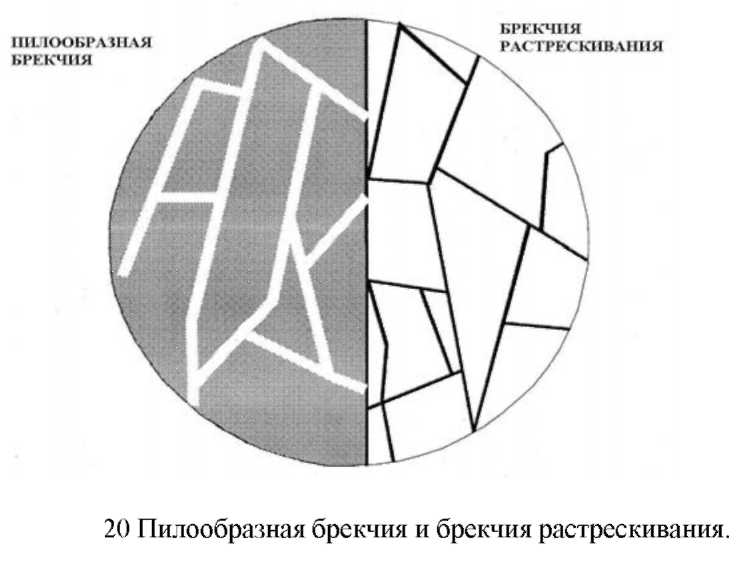 ПИЛООБРАЗНАЯ
БРЕКЧИЯ
БРЕКЧИЯ
РАСТРЕСКИВАНИЯ
20 Пилообразная брекчия и брекчия растрескивания.